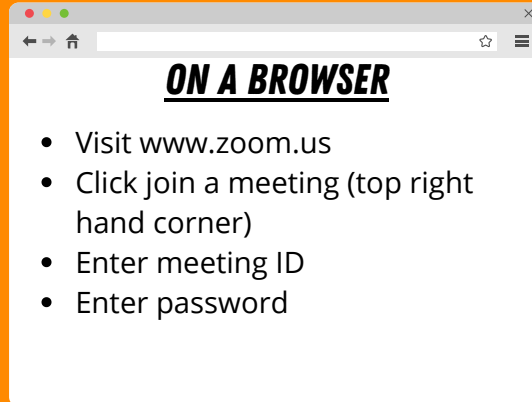 ON A BROWSER
• Visit www.zoom.us
• Click join a meeting (top right
hand corner)
• Enter meeting ID
• Enter password